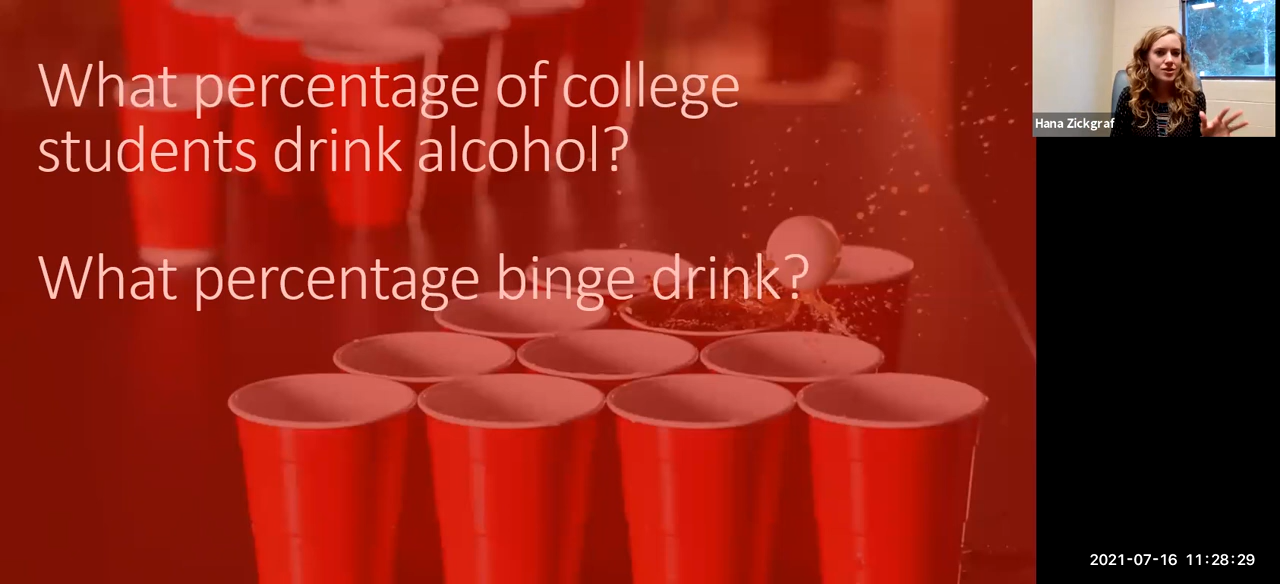 What percentage of college
students drink alcohol?
What percentage binge drink?
Hana Zickgraf
2021-07-16 11:28:29